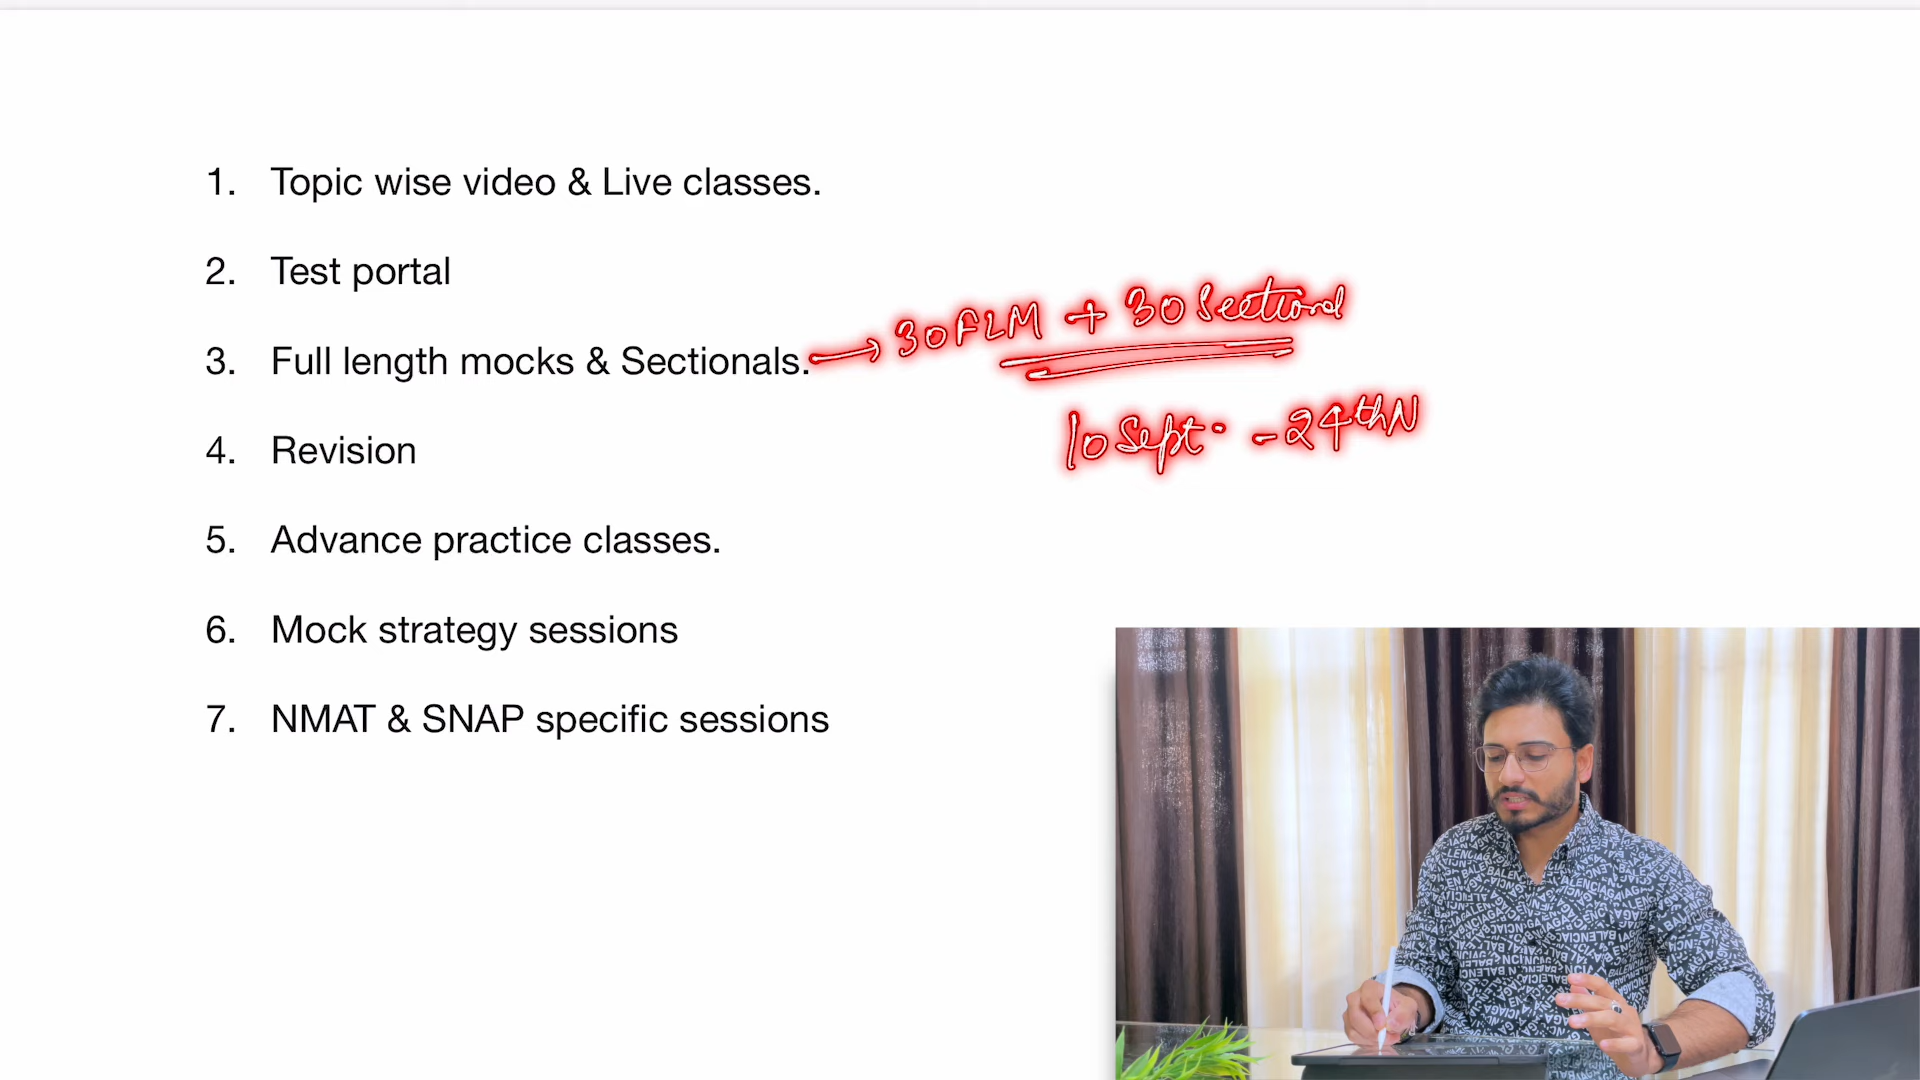 1. Topic wise video & Live classes.
2. Test portal
30 FLM + 30 Sectional
3. Full length mocks & Sectionals.
10 Sept. - 24th N
4. Revision
5. Advance practice classes.
6. Mock strategy sessions
7. NMAT & SNAP specific sessions